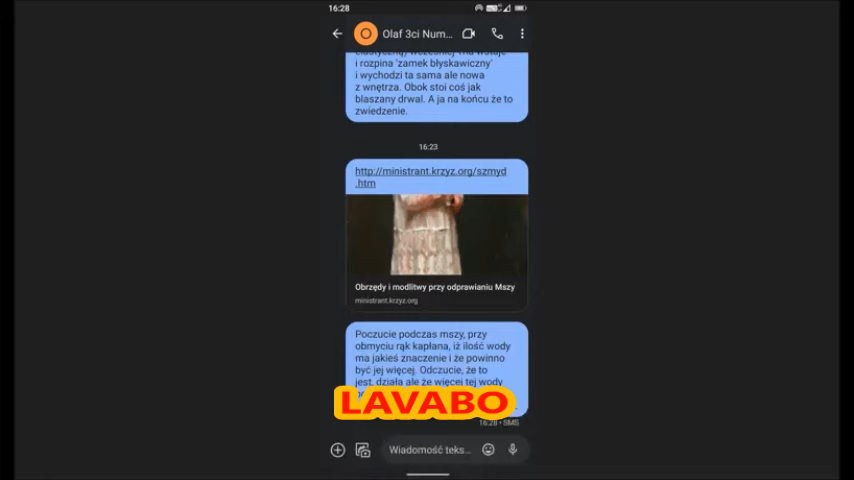 16:28
Olaf 3ci Num...
i rozpina 'zamek błyskawiczny'
i wychodzi ta sama ale nowa
z wnętrza. Obok stoi coś jak
blaszany drwal. A ja na końcu że to
zwiedzenie.
16:23
http://ministrant.krzyz.org/szmyd
.htm
Obrzędy i modlitwy przy odprawianiu Mszy
ministrant.krzyz.org
Poczucie podczas mszy, przy
obmyciu rąk kapłana, iż ilość wody
ma jakieś znaczenie i że powinno
być jej więcej. Odczucie, że to
jest, działa ale że więcej tej wody
LAVABO
16:28 • SMS
Wiadomość teks...